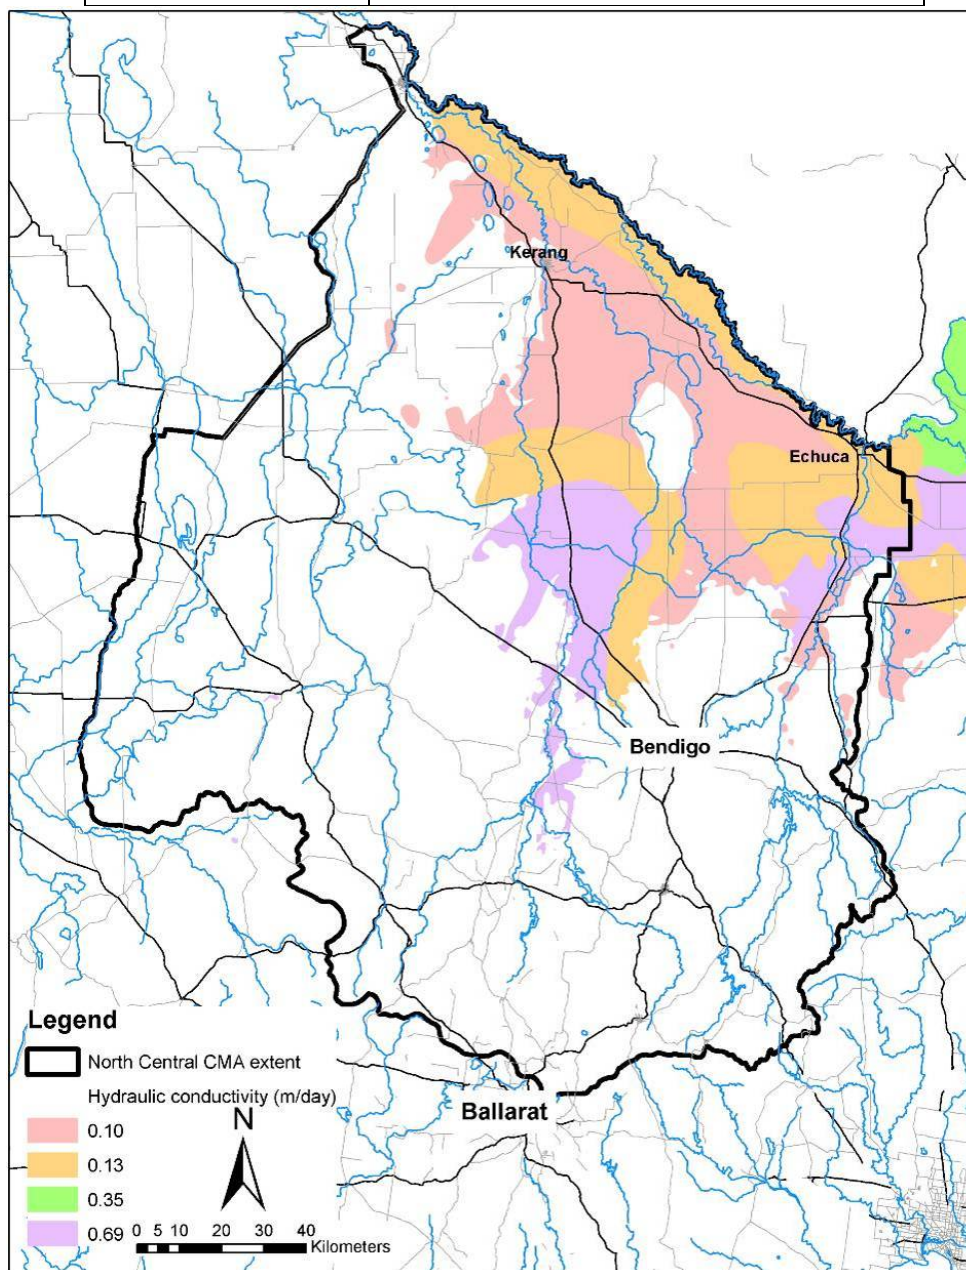 Kerang
Echuca
Bendigo
Ballarat
Legend
North Central CMA extent
Hydraulic conductivity (m/day)
0.10
0.13
0.35
0.69
N
0 5 10 20 30 40
Kilometers